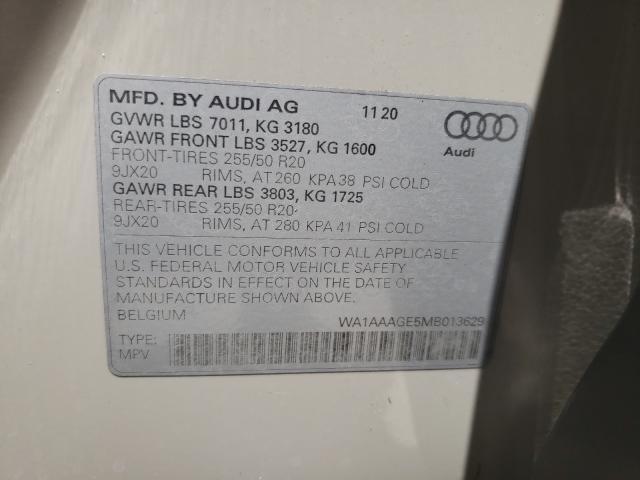 MFD. BY AUDI AG 11 20
GVWR LBS 7011, KG 3180
GAWR FRONT LBS 3527, KG 1600
FRONT-TIRES 255/50 R20
9JX20 RIMS, AT 260 KPA 38 PSI COLD
GAWR REAR LBS 3803, KG 1725
REAR-TIRES 255/50 R20
9JX20 RIMS, AT 280 KPA 41 PSI COLD
Audi
THIS VEHICLE CONFORMS TO ALL APPLICABLE
U.S. FEDERAL MOTOR VEHICLE SAFETY
STANDARDS IN EFFECT ON THE DATE OF
MANUFACTURE SHOWN ABOVE.
BELGIUM WA1AAAGE5MB013629
TYPE:
MPV